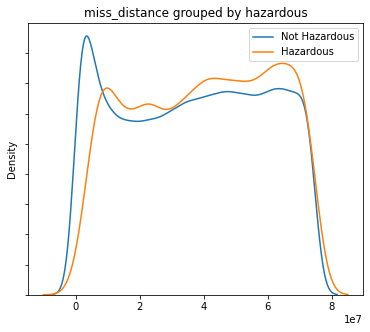 miss_distance grouped by hazardous
Not Hazardous
Hazardous
Density
0 2 4 6 8
1e7